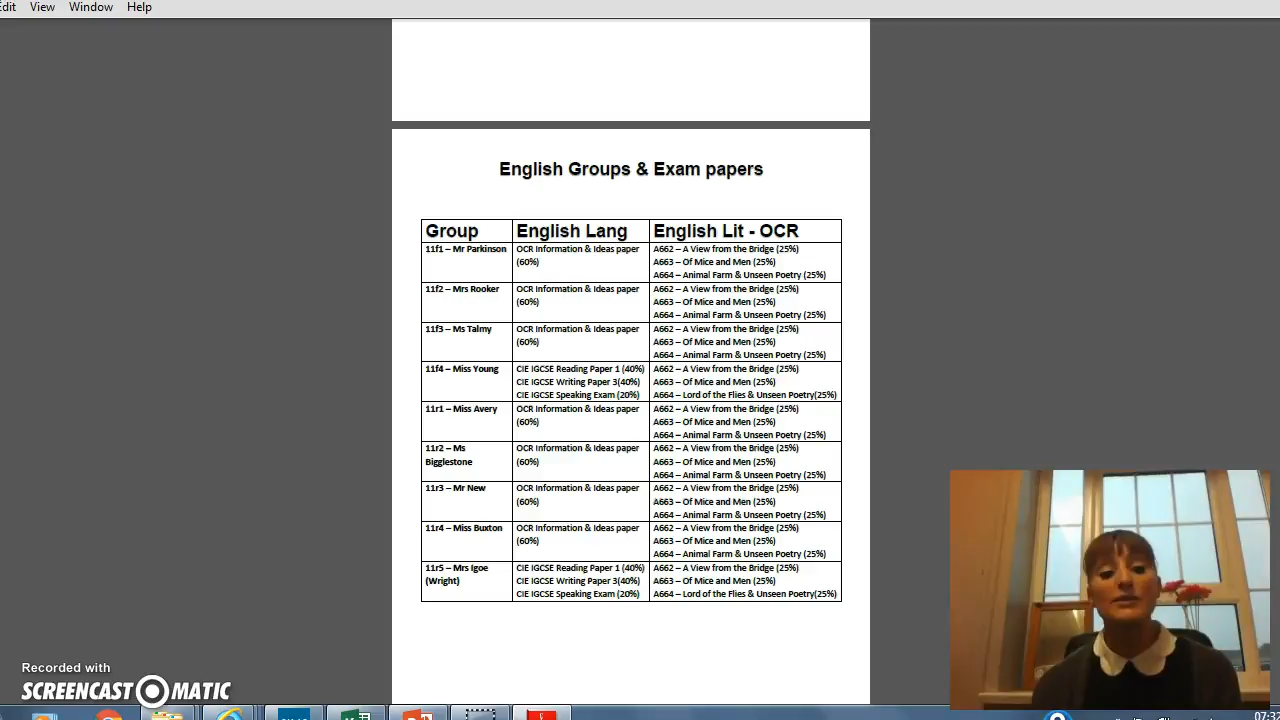 Edit View Window Help
English Groups & Exam papers
Group English Lang English Lit - OCR
11f1 – Mr Parkinson OCR Information & Ideas paper A662 – A View from the Bridge (25%)
(60%) A663 – Of Mice and Men (25%)
A664 – Animal Farm & Unseen Poetry (25%)
11f2 – Mrs Rooker OCR Information & Ideas paper A662 – A View from the Bridge (25%)
(60%) A663 – Of Mice and Men (25%)
A664 – Animal Farm & Unseen Poetry (25%)
11f3 – Ms Talmy OCR Information & Ideas paper A662 – A View from the Bridge (25%)
(60%) A663 – Of Mice and Men (25%)
A664 – Animal Farm & Unseen Poetry (25%)
11f4 – Miss Young CIE IGCSE Reading Paper 1 (40%) A662 – A View from the Bridge (25%)
CIE IGCSE Writing Paper 3(40%) A663 – Of Mice and Men (25%)
CIE IGCSE Speaking Exam (20%) A664 – Lord of the Flies & Unseen Poetry(25%)
11r1 – Miss Avery OCR Information & Ideas paper A662 – A View from the Bridge (25%)
(60%) A663 – Of Mice and Men (25%)
A664 – Animal Farm & Unseen Poetry (25%)
11r2 – Ms OCR Information & Ideas paper A662 – A View from the Bridge (25%)
Bigglestone (60%) A663 – Of Mice and Men (25%)
A664 – Animal Farm & Unseen Poetry (25%)
11r3 – Mr New OCR Information & Ideas paper A662 – A View from the Bridge (25%)
(60%) A663 – Of Mice and Men (25%)
A664 – Animal Farm & Unseen Poetry (25%)
11r4 – Miss Buxton OCR Information & Ideas paper A662 – A View from the Bridge (25%)
(60%) A663 – Of Mice and Men (25%)
A664 – Animal Farm & Unseen Poetry (25%)
11r5 – Mrs Igoe CIE IGCSE Reading Paper 1 (40%) A662 – A View from the Bridge (25%)
(Wright) CIE IGCSE Writing Paper 3(40%) A663 – Of Mice and Men (25%)
CIE IGCSE Speaking Exam (20%) A664 – Lord of the Flies & Unseen Poetry(25%)
Recorded with
SCREENCAST MATIC